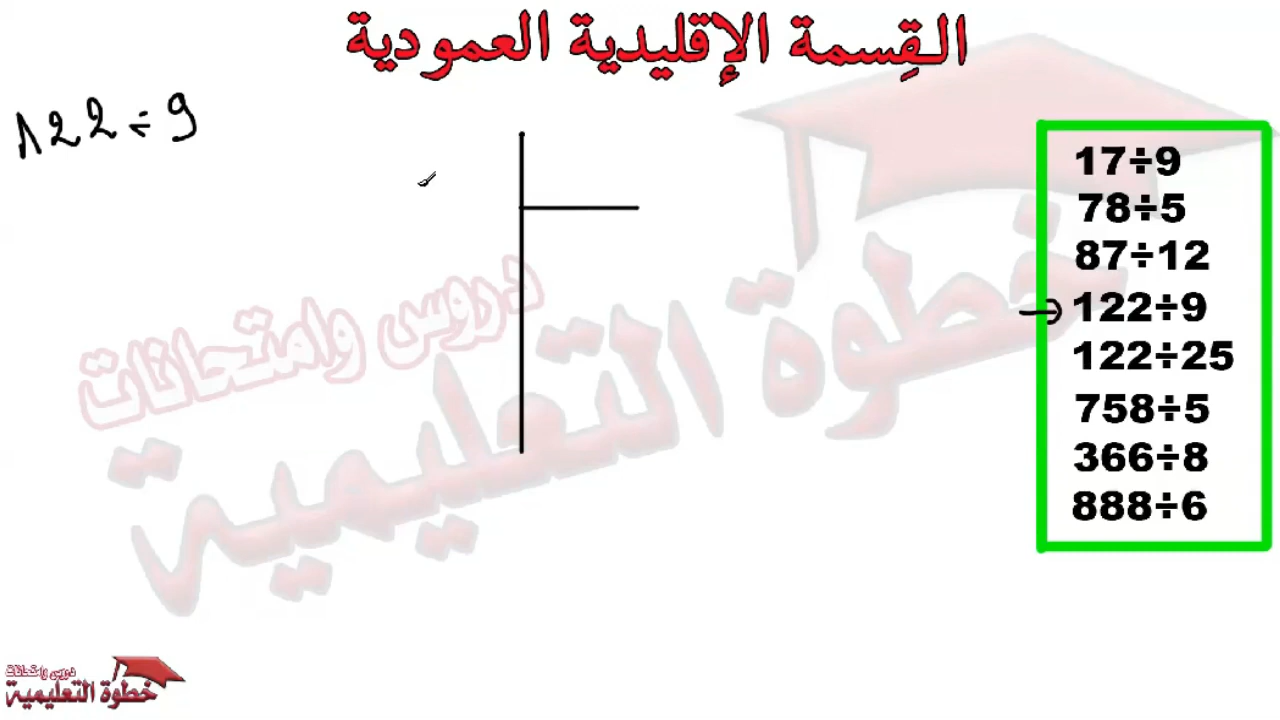 القِسمة الإقليدية العمودية
122÷9
17÷9
78÷5
87÷12
122÷9
122÷25
758÷5
366÷8
888÷6
دروس وامتحانات
خطوة التعليمية
دروس وامتحانات
خطوة التعليمية